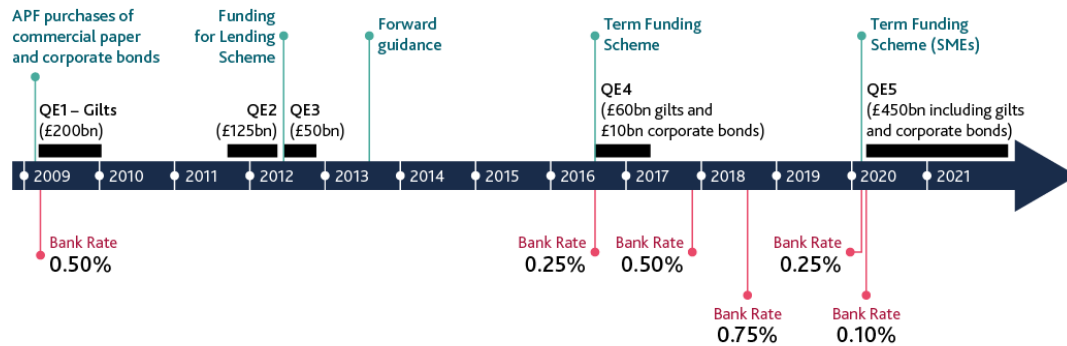 APF purchases of
commercial paper
and corporate bonds
Funding
for Lending
Scheme
Forward
guidance
Term Funding
Scheme
Term Funding
Scheme (SMEs)
QE1 – Gilts
(£200bn)
QE2
(£125bn)
QE3
(£50bn)
QE4
(£60bn gilts and
£10bn corporate bonds)
QE5
(£450bn including gilts
and corporate bonds)
2009 2010 2011 2012 2013 2014 2015 2016 2017 2018 2019 2020 2021
Bank Rate
0.50%
Bank Rate
0.25%
Bank Rate
0.50%
Bank Rate
0.75%
Bank Rate
0.25%
Bank Rate
0.10%